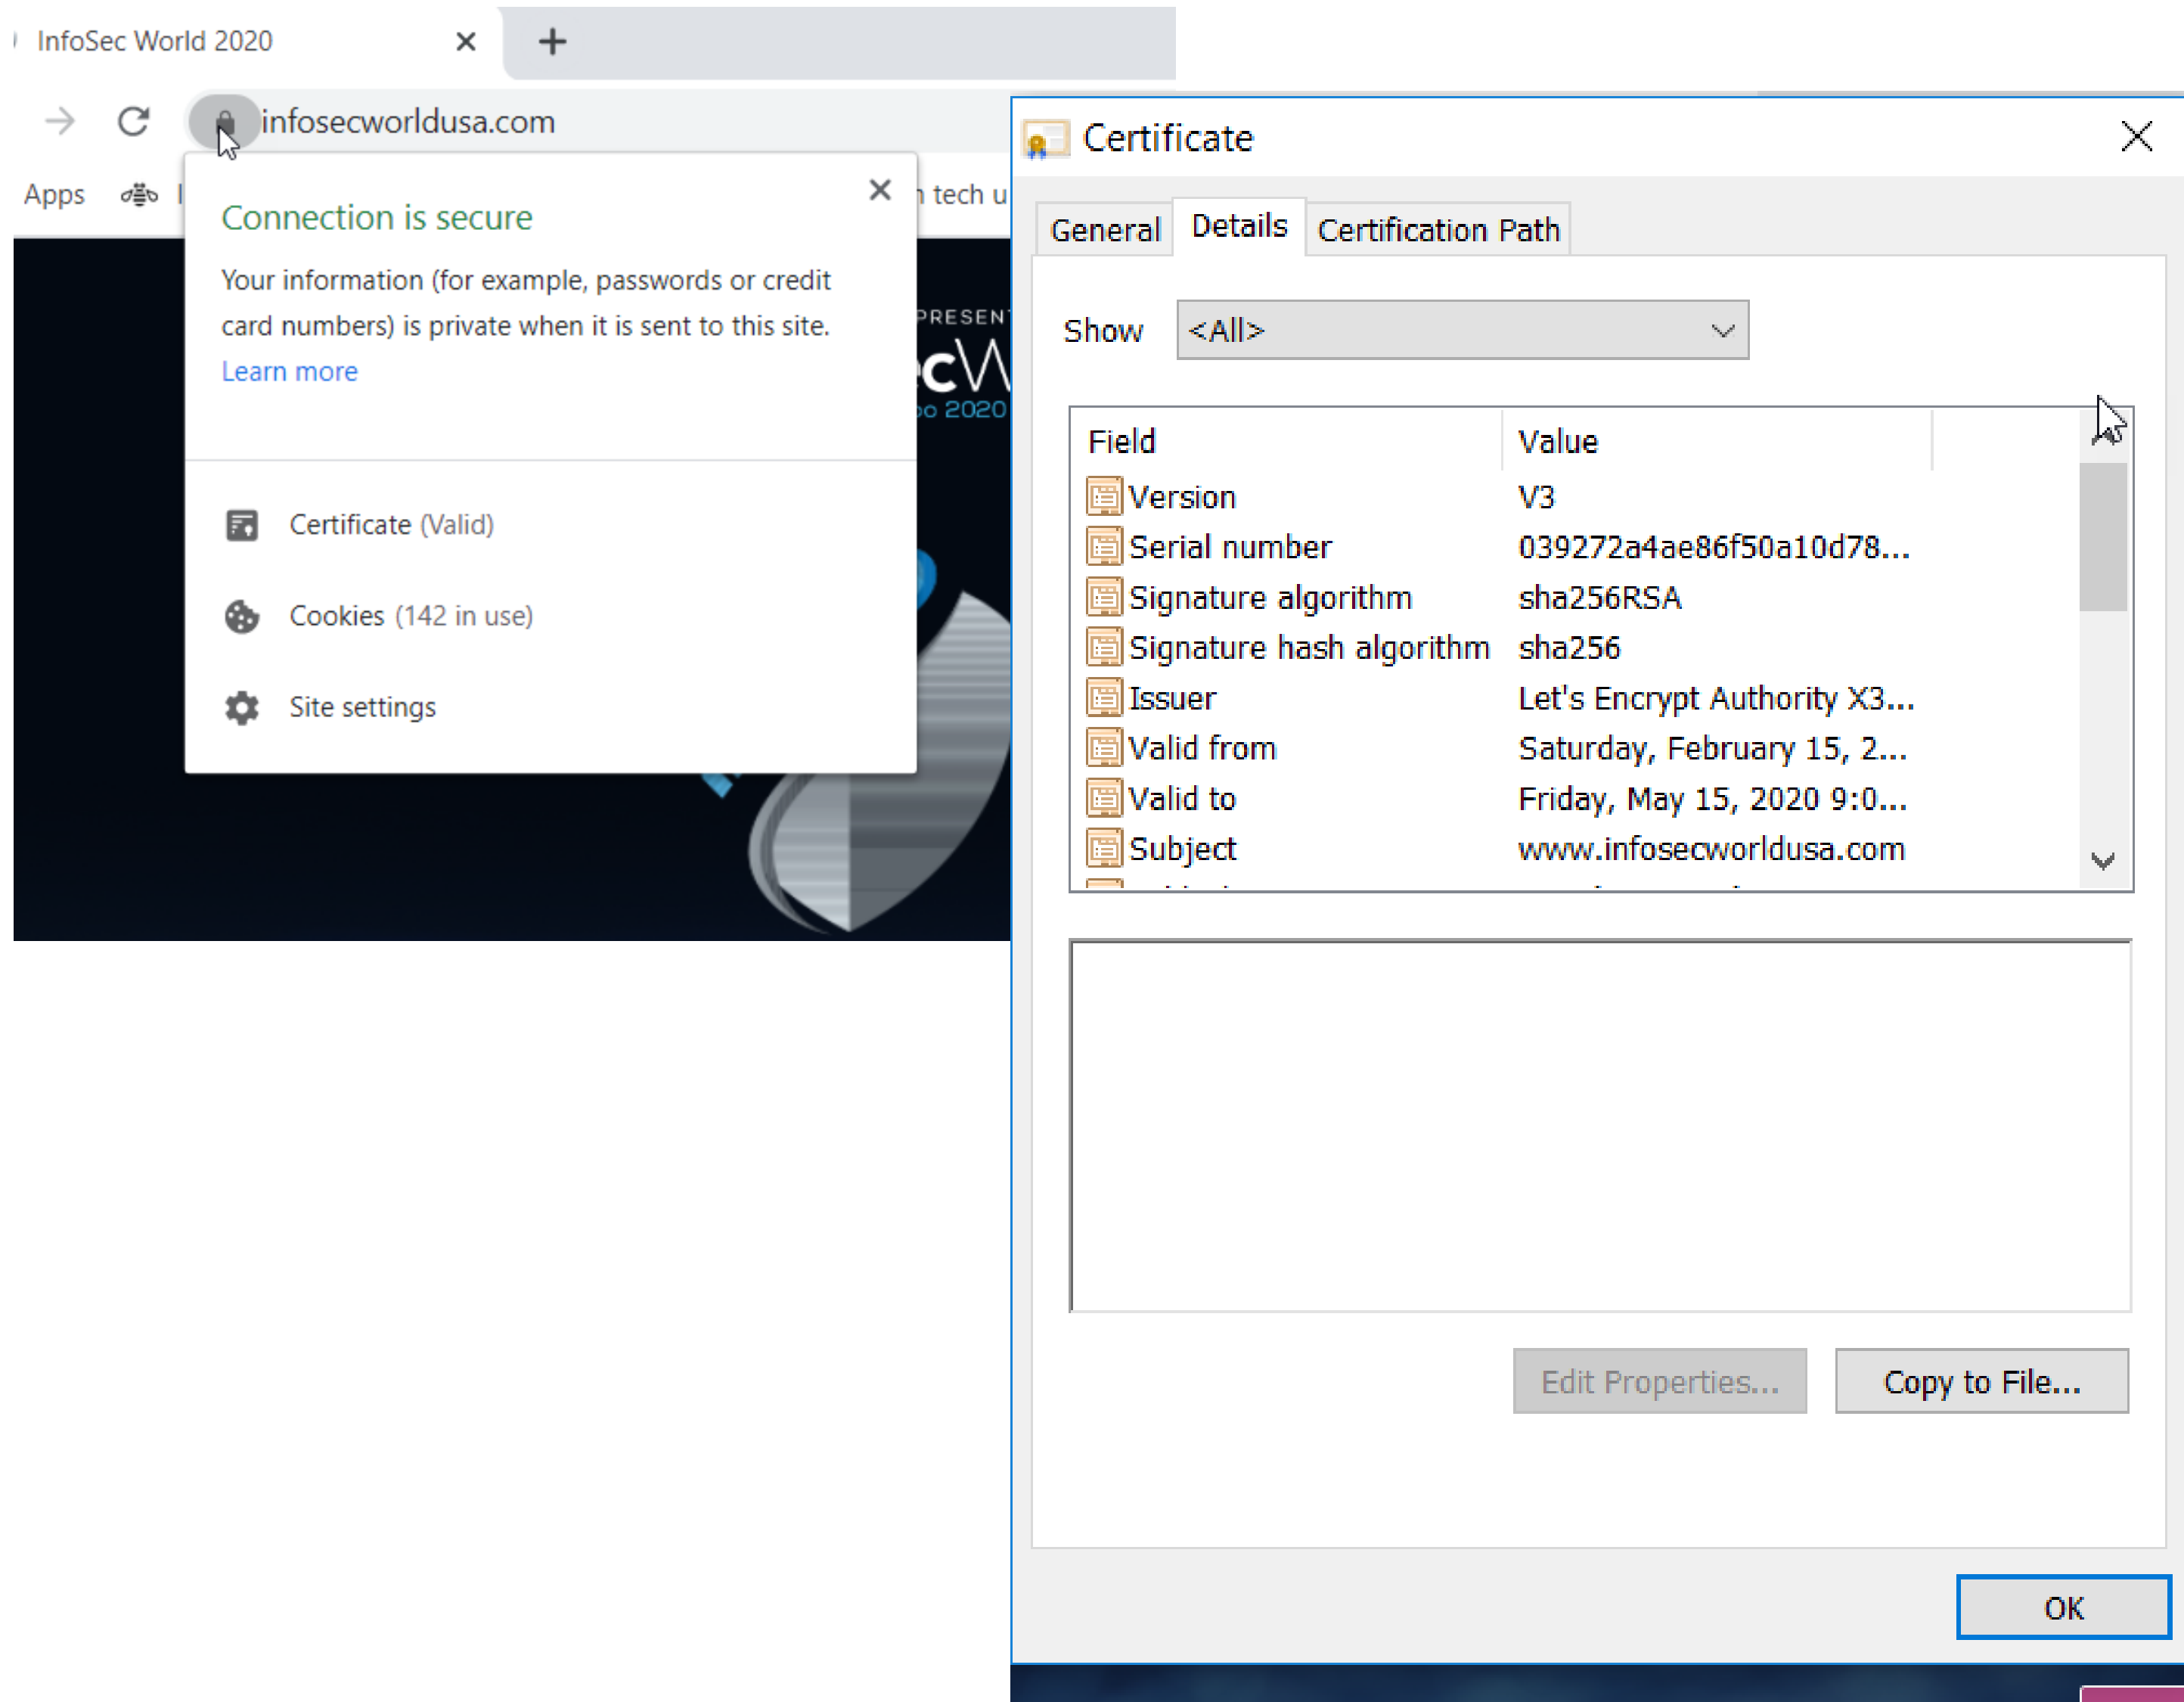 InfoSec World 2020
infosecworldusa.com
Apps
tech u
Connection is secure
Your information (for example, passwords or credit
card numbers) is private when it is sent to this site.
Learn more
Certificate (Valid)
Cookies (142 in use)
Site settings
PRESENT
ecW
po 2020
Certificate
General Details Certification Path
Show <All>
Field Value
Version V3
Serial number 039272a4ae86f50a10d78...
Signature algorithm sha256RSA
Signature hash algorithm sha256
Issuer Let's Encrypt Authority X3...
Valid from Saturday, February 15, 2...
Valid to Friday, May 15, 2020 9:0...
Subject www.infosecworldusa.com
Edit Properties... Copy to File...
OK